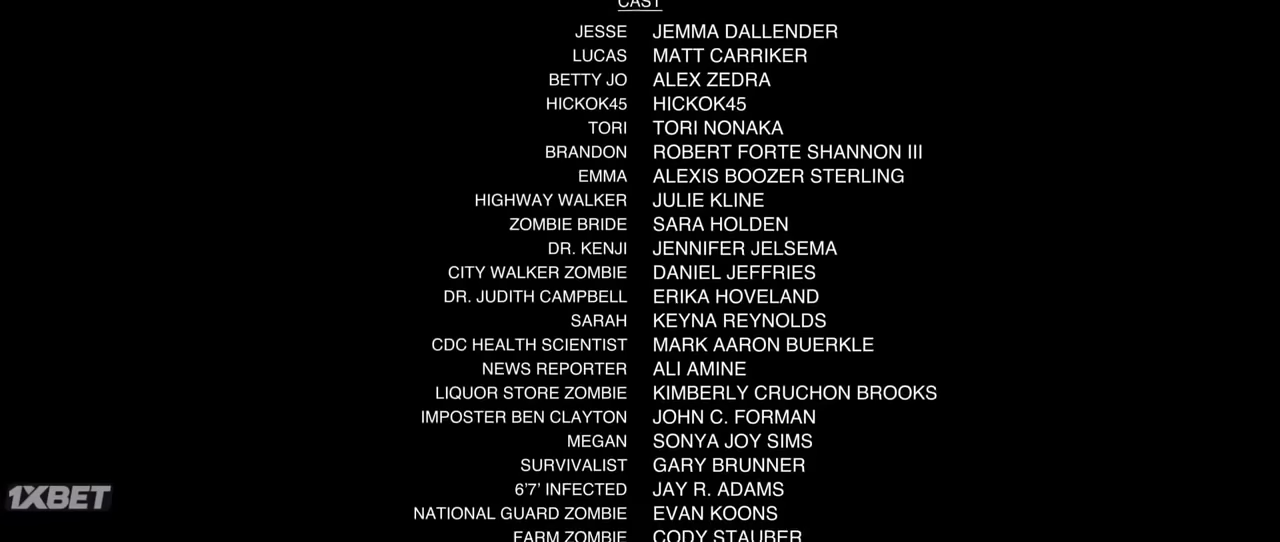 CAST
JESSE JEMMA DALLENDER
LUCAS MATT CARRIKER
BETTY JO ALEX ZEDRA
HICKOK45 HICKOK45
TORI TORI NONAKA
BRANDON ROBERT FORTE SHANNON III
EMMA ALEXIS BOOZER STERLING
HIGHWAY WALKER JULIE KLINE
ZOMBIE BRIDE SARA HOLDEN
DR. KENJI JENNIFER JELSEMA
CITY WALKER ZOMBIE DANIEL JEFFRIES
DR. JUDITH CAMPBELL ERIKA HOVELAND
SARAH KEYNA REYNOLDS
CDC HEALTH SCIENTIST MARK AARON BUERKLE
NEWS REPORTER ALI AMINE
LIQUOR STORE ZOMBIE KIMBERLY CRUCHON BROOKS
IMPOSTER BEN CLAYTON JOHN C. FORMAN
MEGAN SONYA JOY SIMS
SURVIVALIST GARY BRUNNER
6'7' INFECTED JAY R. ADAMS
1XBET
NATIONAL GUARD ZOMBIE EVAN KOONS
FARM ZOMBIE CODY STAUBER